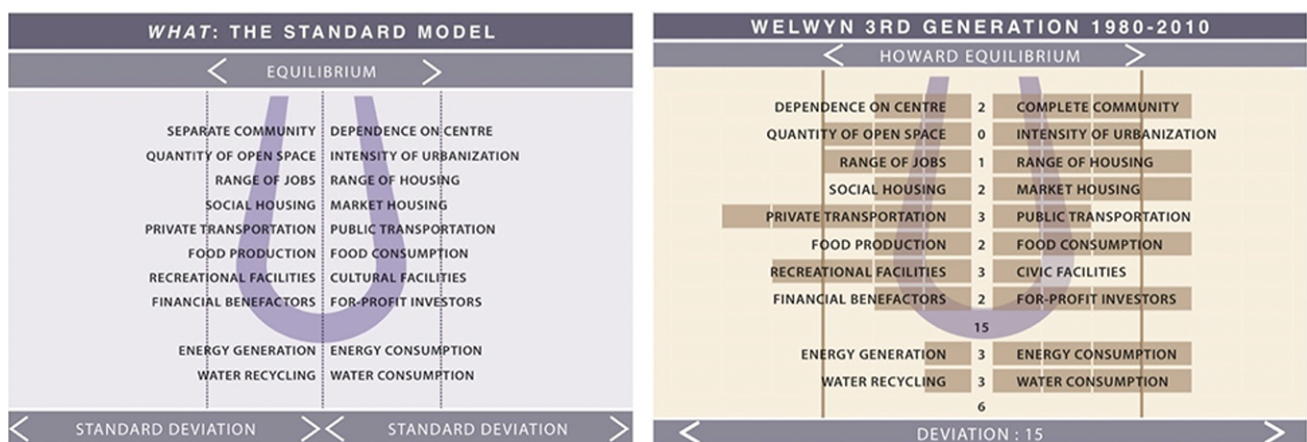 WHAT: THE STANDARD MODEL
EQUILIBRIUM
SEPARATE COMMUNITY DEPENDENCE ON CENTRE
QUANTITY OF OPEN SPACE INTENSITY OF URBANIZATION
RANGE OF JOBS RANGE OF HOUSING
SOCIAL HOUSING MARKET HOUSING
PRIVATE TRANSPORTATION PUBLIC TRANSPORTATION
FOOD PRODUCTION FOOD CONSUMPTION
RECREATIONAL FACILITIES CULTURAL FACILITIES
FINANCIAL BENEFACTORS FOR-PROFIT INVESTORS
ENERGY GENERATION ENERGY CONSUMPTION
WATER RECYCLING WATER CONSUMPTION
STANDARD DEVIATION STANDARD DEVIATION
WELWYN 3RD GENERATION 1980-2010
HOWARD EQUILIBRIUM
DEPENDENCE ON CENTRE 2 COMPLETE COMMUNITY
QUANTITY OF OPEN SPACE 0 INTENSITY OF URBANIZATION
RANGE OF JOBS 1 RANGE OF HOUSING
SOCIAL HOUSING 2 MARKET HOUSING
PRIVATE TRANSPORTATION 3 PUBLIC TRANSPORTATION
FOOD PRODUCTION 2 FOOD CONSUMPTION
RECREATIONAL FACILITIES 3 CIVIC FACILITIES
FINANCIAL BENEFACTORS 2 FOR-PROFIT INVESTORS
15
ENERGY GENERATION 3 ENERGY CONSUMPTION
WATER RECYCLING 3 WATER CONSUMPTION
6
DEVIATION : 15